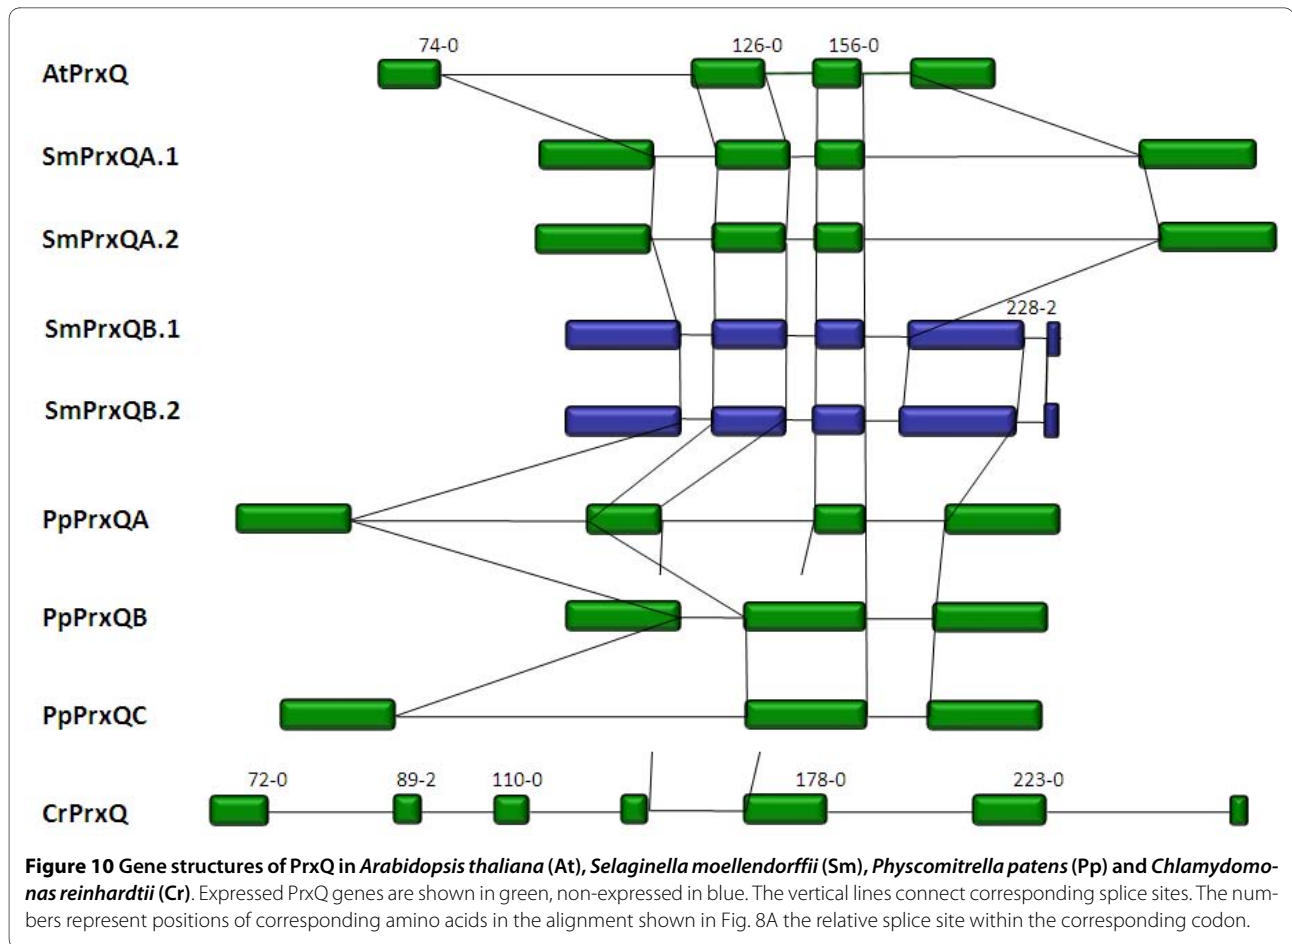 74-0 126-0 156-0
AtPrxQ
SmPrxQA.1
SmPrxQA.2
228-2
SmPrxQB.1
SmPrxQB.2
PpPrxQA
PpPrxQB
PpPrxQC
72-0 89-2 110-0 178-0 223-0
CrPrxQ
Figure 10 Gene structures of PrxQ in Arabidopsis thaliana (At), Selaginella moellendorffii (Sm), Physcomitrella patens (Pp) and Chlamydomo-
nas reinhardtii (Cr). Expressed PrxQ genes are shown in green, non-expressed in blue. The vertical lines connect corresponding splice sites. The num-
bers represent positions of corresponding amino acids in the alignment shown in Fig. 8A the relative splice site within the corresponding codon.